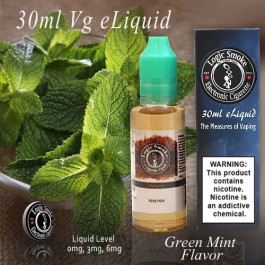 30ml Vg eLiquid
Logic Smoke
Electronic Cigarette
30ml eLiquid
The Pleasures of Vaping
WARNING:
This product
contains
nicotine.
Nicotine is
an addictive
chemical.
Liquid Level
0mg, 3mg, 6mg
Green Mint
Flavor